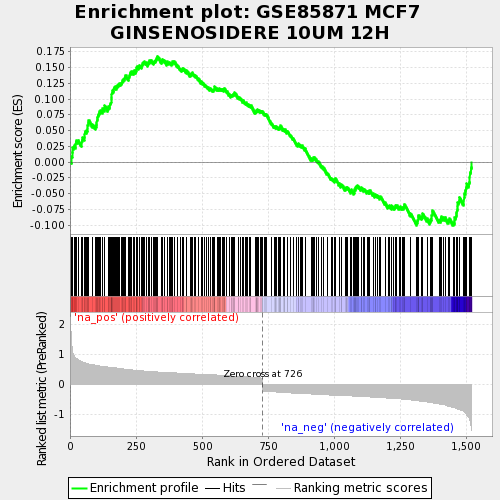 Enrichment plot: GSE85871 MCF7
GINSENOSIDERE 10UM 12H
Enrichment score (ES)
0.175
0.150
0.125
0.100
0.075
0.050
0.025
0.000
-0.025
-0.050
-0.075
-0.100
'na_pos' (positively correlated)
Ranked list metric (PreRanked)
2
1
0
-1
Zero cross at 726
'na_neg' (negatively correlated)
0
250
500
750
1,000
1,250
1,500
Rank in Ordered Dataset
Enrichment profile
Hits
Ranking metric scores